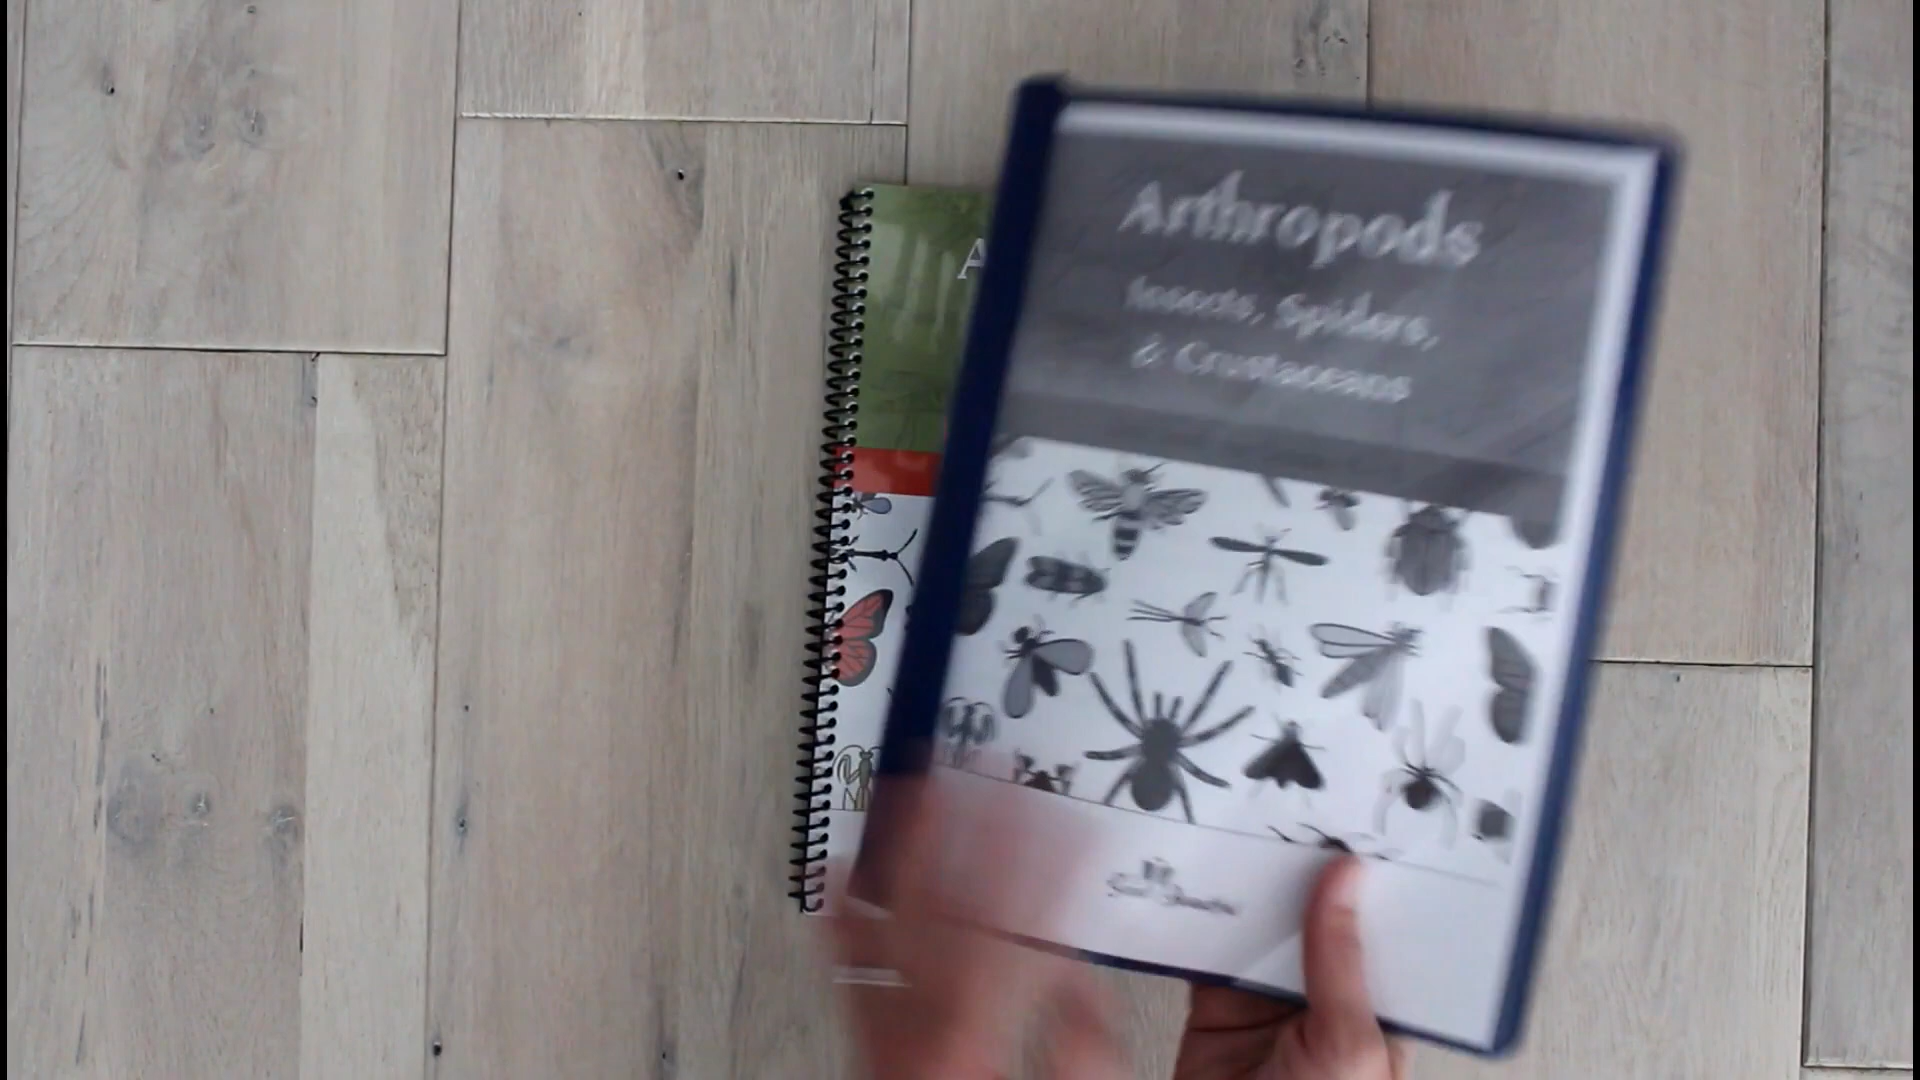 Arthropods
Insects, Spiders,
& Crustaceans
A